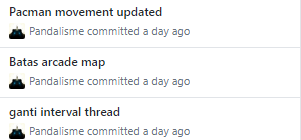 Pacman movement updated
Pandalisme committed a day ago
Batas arcade map
Pandalisme committed a day ago
ganti interval thread
Pandalisme committed a day ago